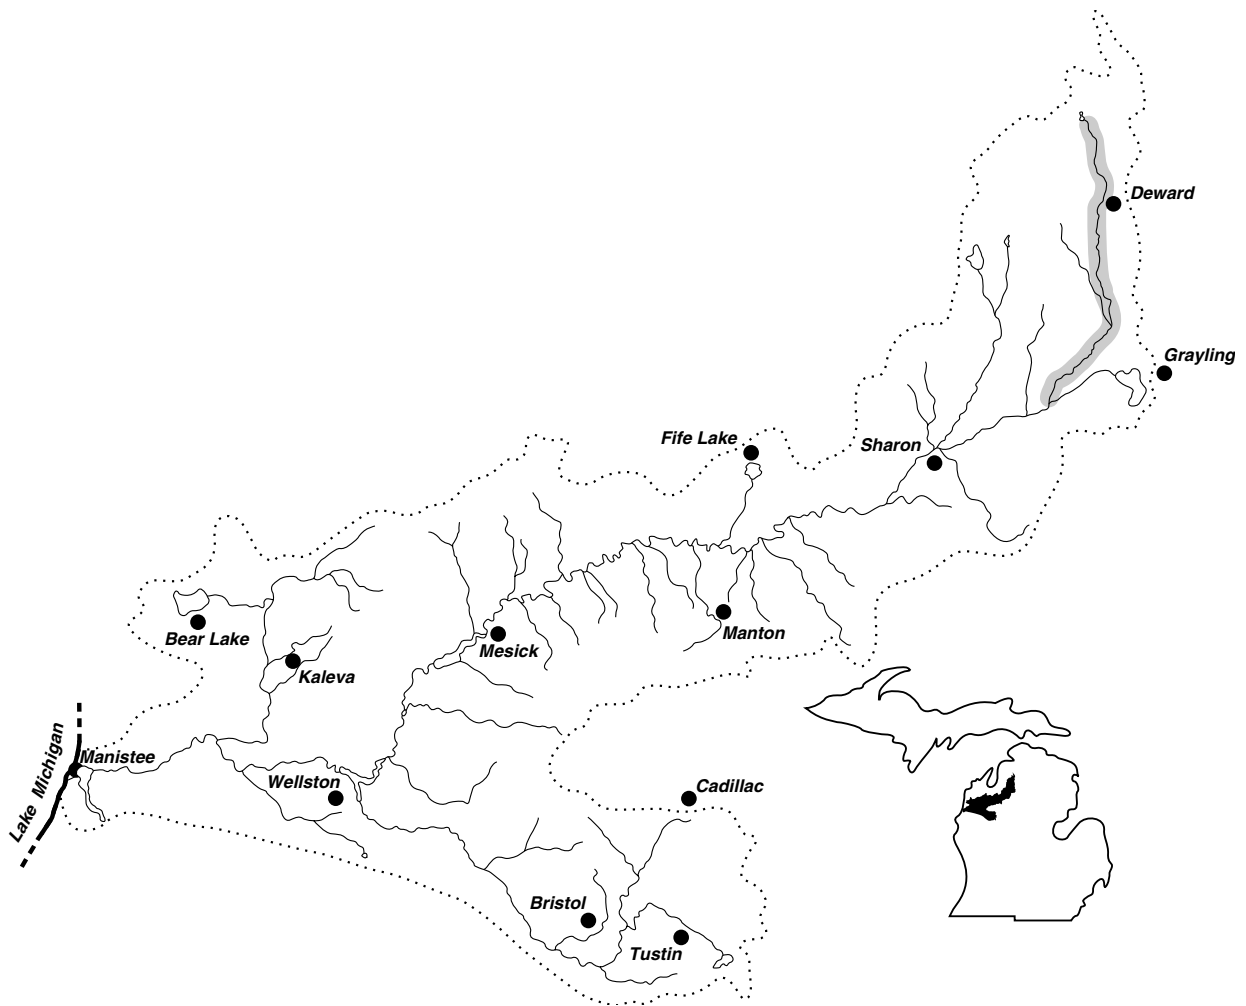 Deward
Grayling
Fife Lake
Sharon
Bear Lake
Manton
Mesick
Kaleva
Lake Michigan
Manistee
Wellston
Cadillac
Bristol
Tustin